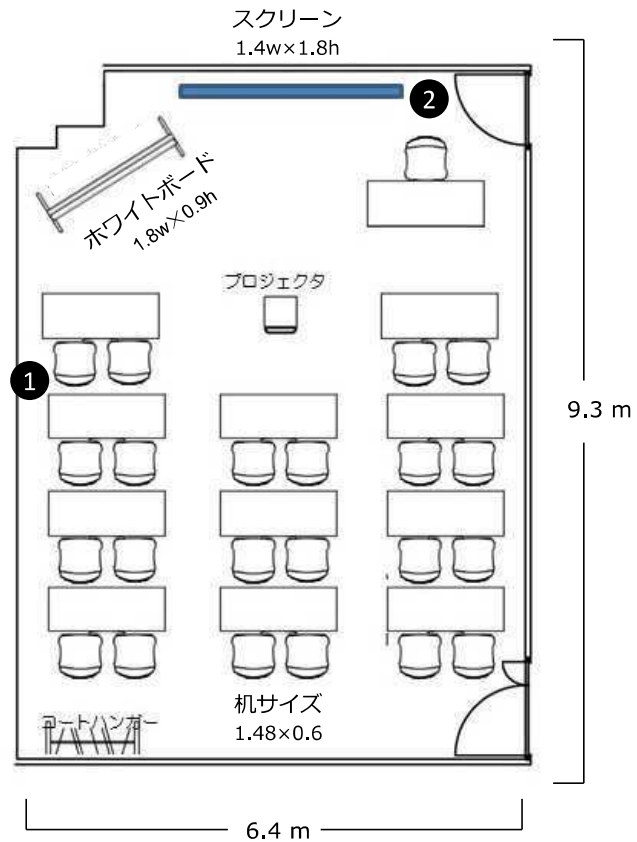 スクリーン
1.4w×1.8h
2
ホワイトボード
1.8w×0.9h
プロジェクタ
1
9.3 m
机サイズ
1.48×0.6
コートハンガー
6.4 m